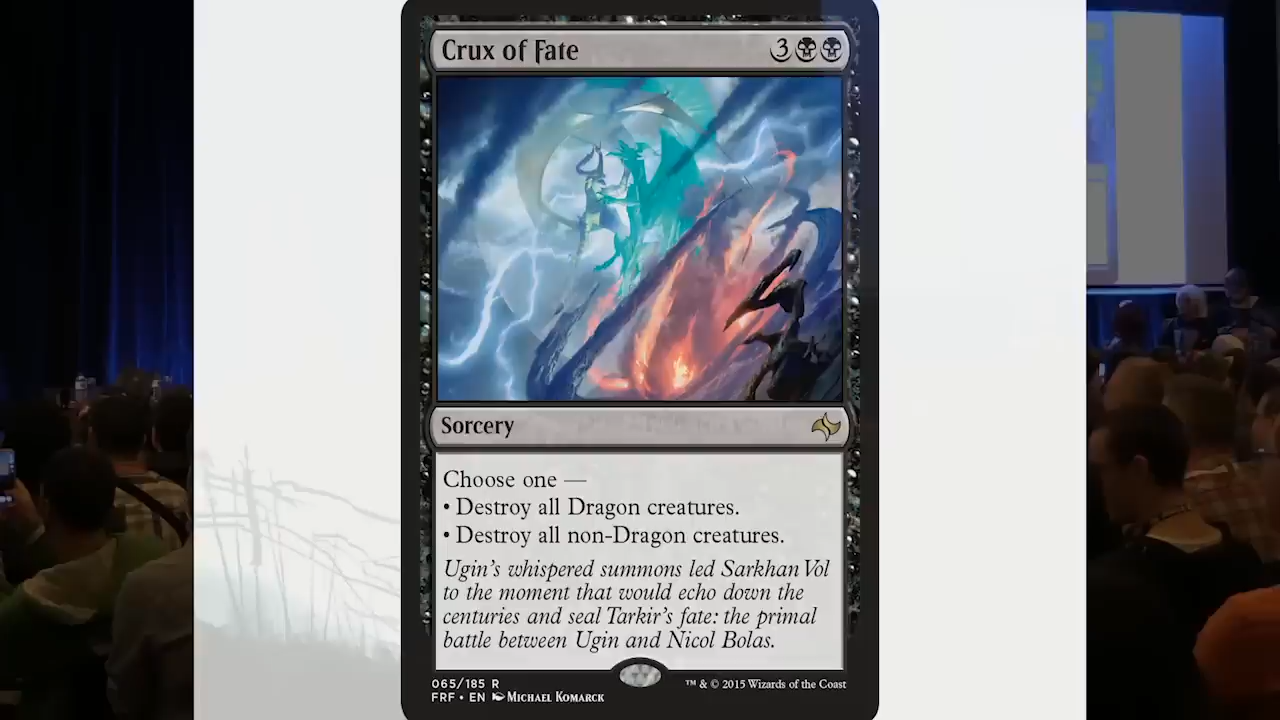 Crux of Fate 3
Sorcery
Choose one —
• Destroy all Dragon creatures.
• Destroy all non-Dragon creatures.
Ugin's whispered summons led Sarkhan Vol
to the moment that would echo down the
centuries and seal Tarkir's fate: the primal
battle between Ugin and Nicol Bolas.
065/185 R
FRF • EN Michael Komarck
™ & © 2015 Wizards of the Coast